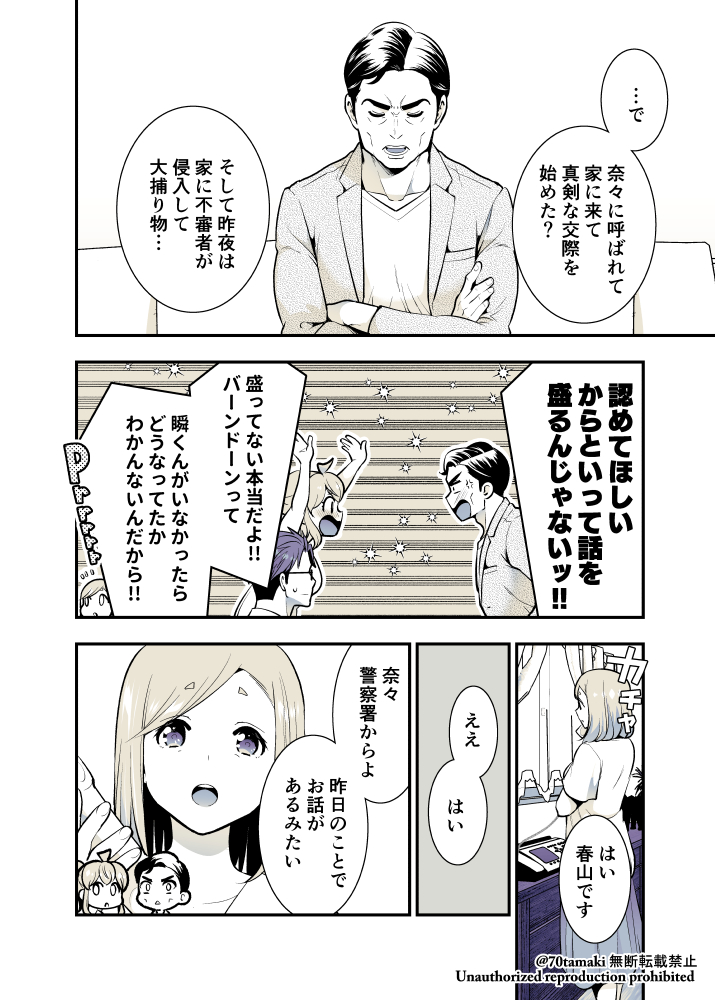 …で
奈々に呼ばれて
家に来て
真剣な交際を
始めた?
そして昨夜は
家に不審者が
侵入して
大捕り物…
認めてほしい
からといって話を
盛るんじゃないッ!!
盛ってない本当だよ!!
バーンドーンって
瞬くんがいなかったら
どうなってたか
わかんないんだから!!
Prrrrr
カチャ
はい
春山です
ええ
はい
奈々
警察署からよ
昨日のことで
お話が
あるみたい
@70tamaki 無断転載禁止
Unauthorized reproduction prohibited